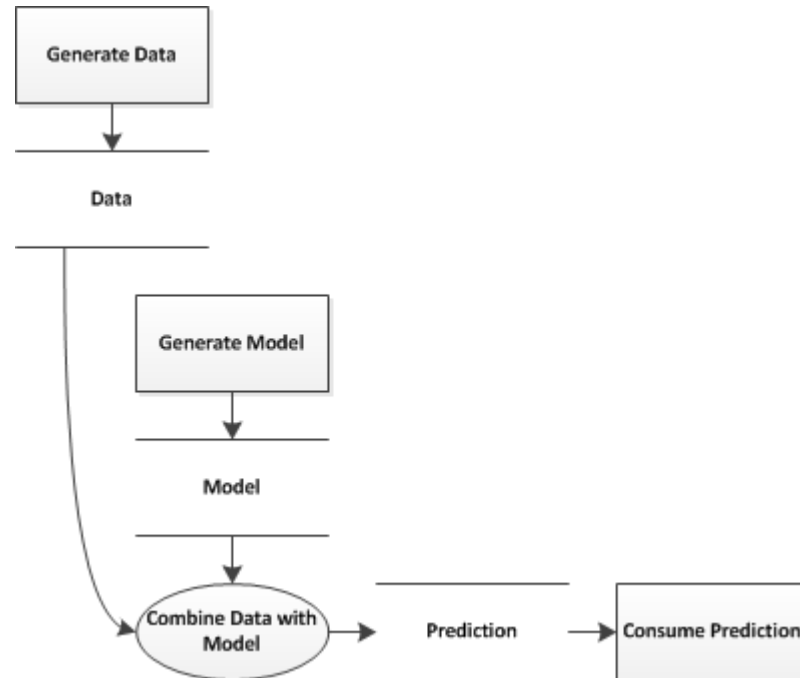 Generate Data
Data
Generate Model
Model
Combine Data with
Model
Prediction
Consume Prediction